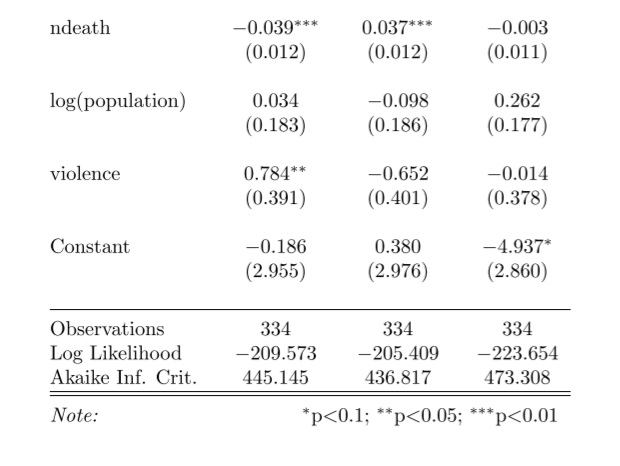 ndeath −0.039*** 0.037*** −0.003
(0.012) (0.012) (0.011)
log(population) 0.034 −0.098 0.262
(0.183) (0.186) (0.177)
violence 0.784** −0.652 −0.014
(0.391) (0.401) (0.378)
Constant −0.186 0.380 −4.937*
(2.955) (2.976) (2.860)
Observations 334 334 334
Log Likelihood −209.573 −205.409 −223.654
Akaike Inf. Crit. 445.145 436.817 473.308
Note: *p<0.1; **p<0.05; ***p<0.01